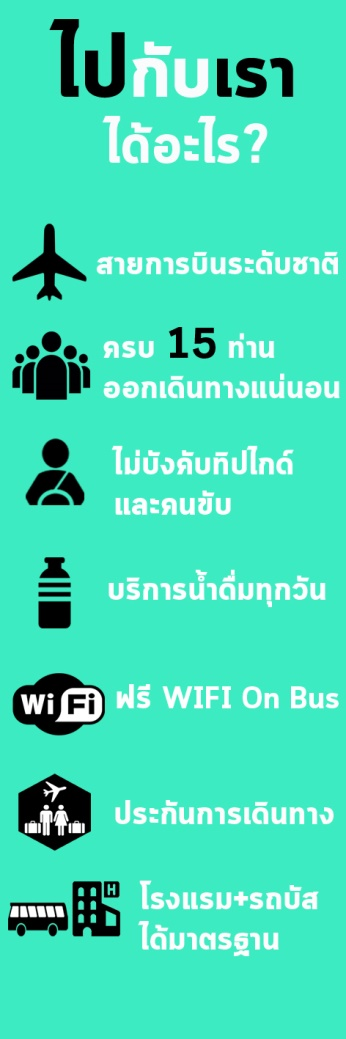 ไปกับเรา
ได้อะไร?
สายการบินระดับชาติ
ครบ 15 ท่าน
ออกเดินทางแน่นอน
ไม่บังคับทิปไกด์
และคนขับ
บริการน้ำดื่มทุกวัน
Wi Fi ฟรี WIFI On Bus
ประกันการเดินทาง
H
โรงแรม+รถบัส
ได้มาตรฐาน